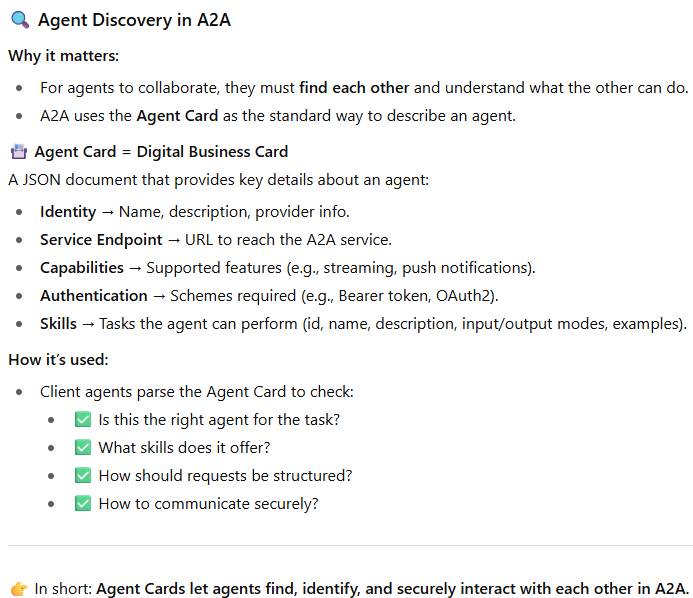 🔍 Agent Discovery in A2A
Why it matters:
• For agents to collaborate, they must find each other and understand what the other can do.
• A2A uses the Agent Card as the standard way to describe an agent.
📇 Agent Card = Digital Business Card
A JSON document that provides key details about an agent:
• Identity → Name, description, provider info.
• Service Endpoint → URL to reach the A2A service.
• Capabilities → Supported features (e.g., streaming, push notifications).
• Authentication → Schemes required (e.g., Bearer token, OAuth2).
• Skills → Tasks the agent can perform (id, name, description, input/output modes, examples).
How it's used:
• Client agents parse the Agent Card to check:
• ✅ Is this the right agent for the task?
• ✅ What skills does it offer?
• ✅ How should requests be structured?
• ✅ How to communicate securely?
👉 In short: Agent Cards let agents find, identify, and securely interact with each other in A2A.